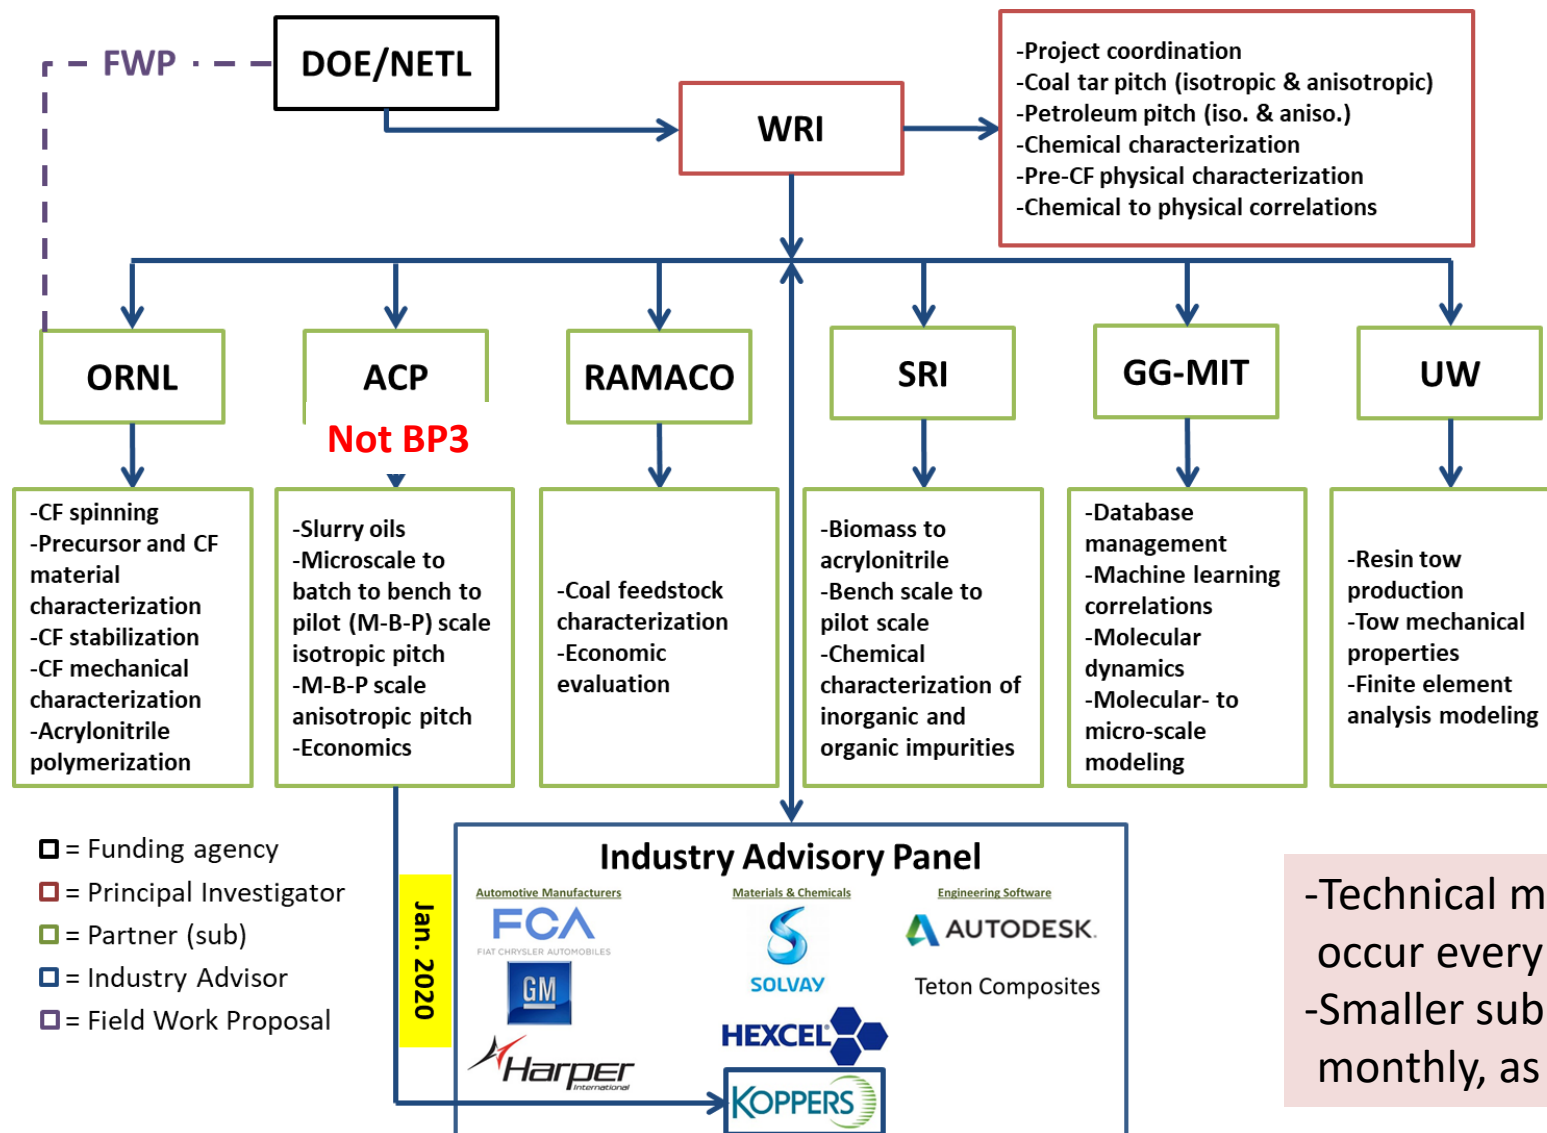 FWP
DOE/NETL
WRI
-Project coordination
-Coal tar pitch (isotropic & anisotropic)
-Petroleum pitch (iso. & aniso.)
-Chemical characterization
-Pre-CF physical characterization
-Chemical to physical correlations
ORNL
ACP
Not BP3
RAMACO
SRI
GG-MIT
UW
-CF spinning
-Precursor and CF
material
characterization
-CF stabilization
-CF mechanical
characterization
-Acrylonitrile
polymerization
-Slurry oils
-Microscale to
batch to bench to
pilot (M-B-P) scale
isotropic pitch
-M-B-P scale
anisotropic pitch
-Economics
-Coal feedstock
characterization
-Economic
evaluation
-Biomass to
acrylonitrile
-Bench scale to
pilot scale
-Chemical
characterization of
inorganic and
organic impurities
-Database
management
-Machine learning
correlations
-Molecular
dynamics
-Molecular- to
micro-scale
modeling
-Resin tow
production
-Tow mechanical
properties
-Finite element
analysis modeling
= Funding agency
= Principal Investigator
= Partner (sub)
= Industry Advisor
= Field Work Proposal
Jan. 2020
Industry Advisory Panel
Automotive Manufacturers
FCA
FIAT CHRYSLER AUTOMOBILES
GM
Harper
International
Materials & Chemicals
SOLVAY
HEXCEL
KOPPERS
Engineering Software
AUTODESK.
Teton Composites
-Technical m
occur every
-Smaller sub
monthly, as